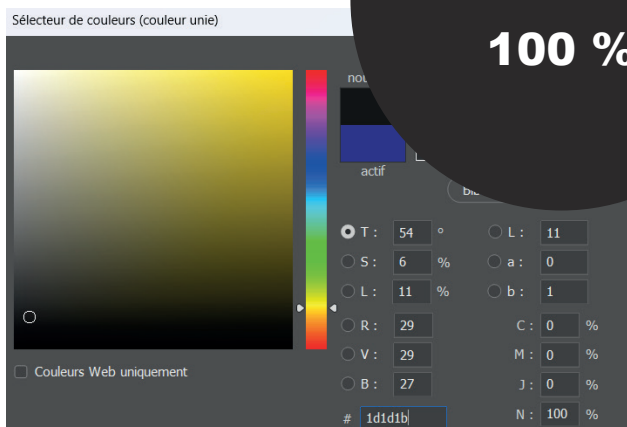 Sélecteur de couleurs (couleur unie)
100 %
actif
T : 54 ° L : 11
S : 6 % a : 0
L : 11 % b : 1
R : 29 C : 0 %
V : 29 M : 0 %
B : 27 J : 0 %
# 1d1d1b N : 100 %
Couleurs Web uniquement